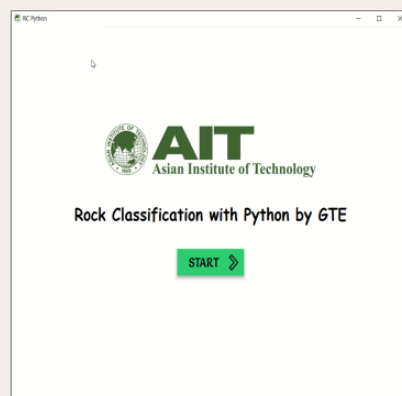 RC Python
AIT
Asian Institute of Technology
Rock Classification with Python by GTE
START